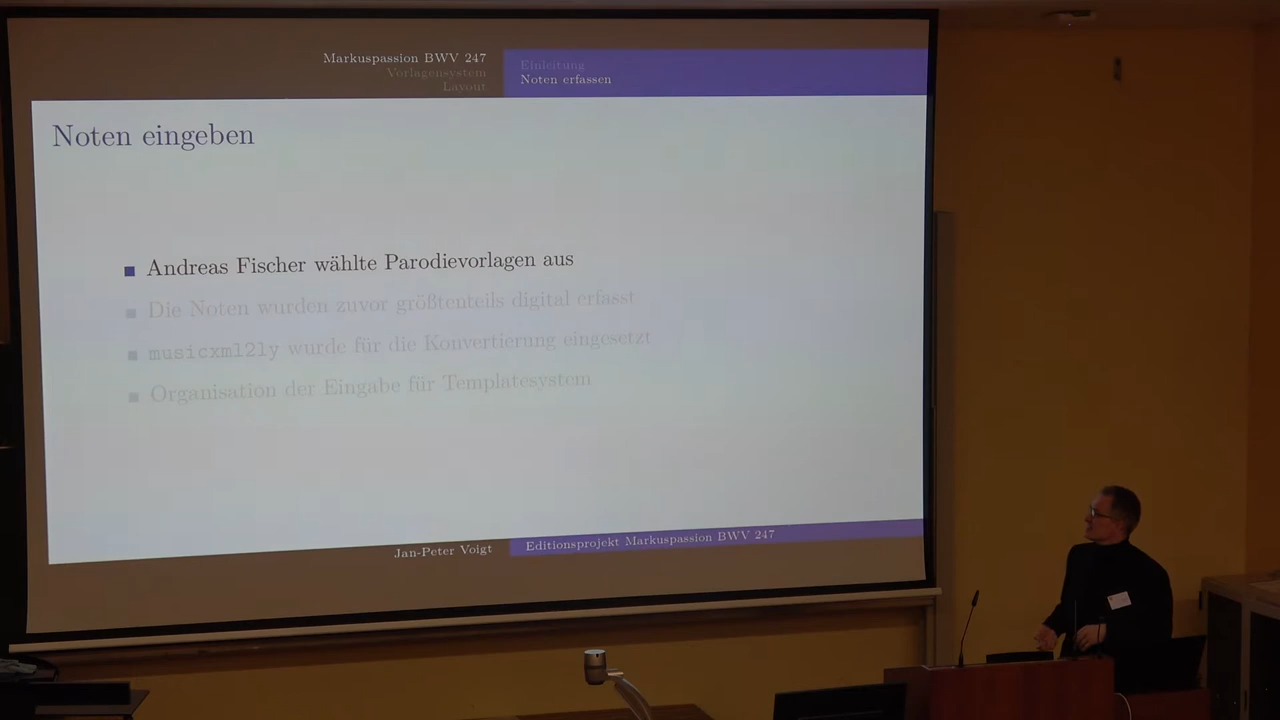 Markuspassion BWV 247
Vorlagensystem
Layout
Einleitung
Noten erfassen
Noten eingeben
Andreas Fischer wählte Parodievorlagen aus
Die Noten wurden zuvor größtenteils digital erfasst
musicxml2ly wurde für die Konvertierung eingesetzt
Organisation der Eingabe für Templatesystem
Jan-Peter Voigt
Editionsprojekt Markuspassion BWV 247